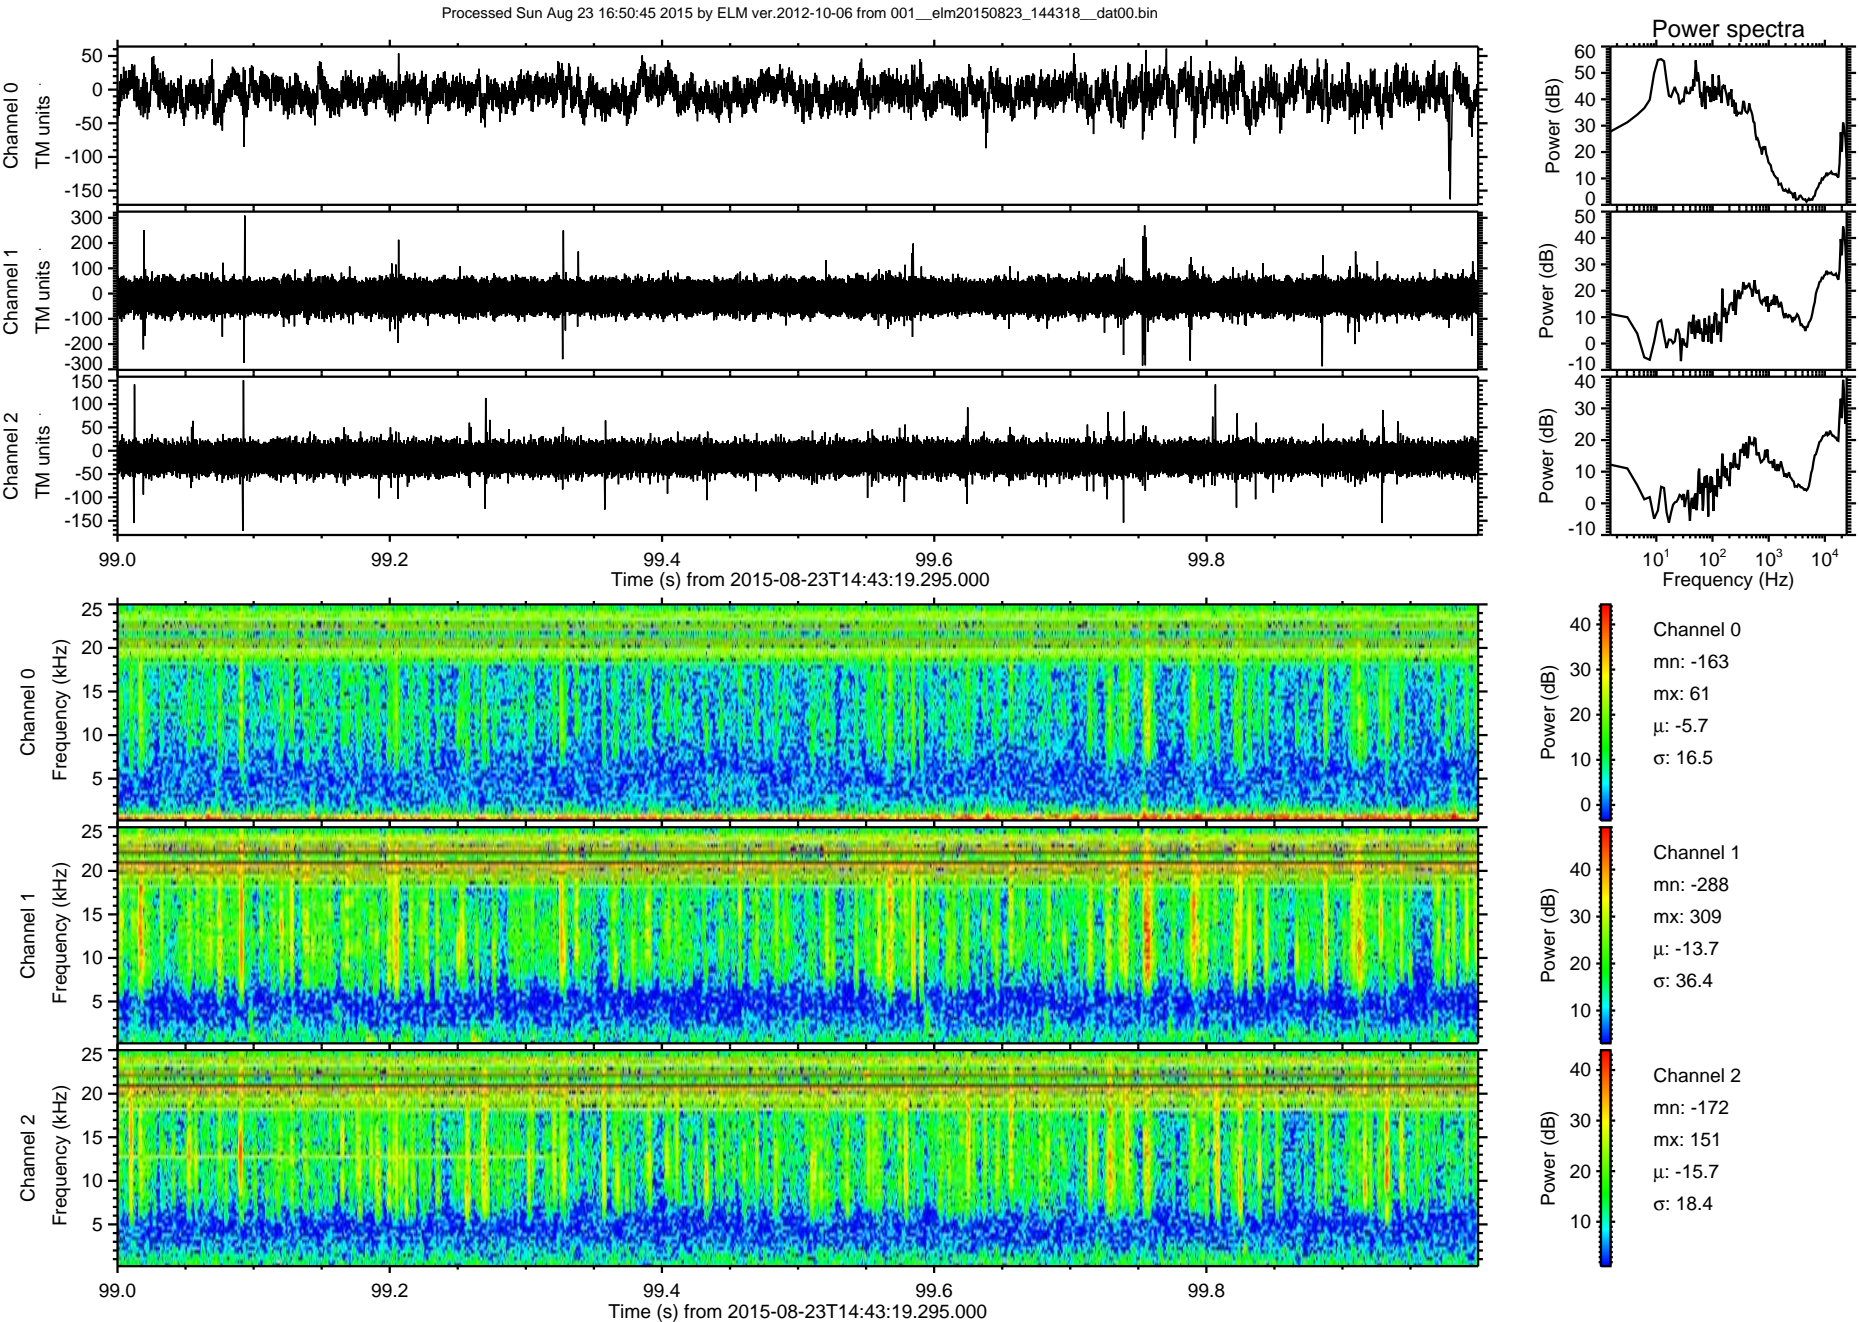 Processed Sun Aug 23 16:50:45 2015 by ELM ver.2012-10-06 from 001__elm20150823_144318__dat00.bin
Power spectra
Channel 0
TM units
50
0
-50
-100
-150
Power (dB)
60
50
40
30
20
10
0
Channel 1
TM units
300
200
100
0
-100
-200
-300
Power (dB)
50
40
30
20
10
0
-10
Channel 2
TM units
150
100
50
0
-50
-100
-150
Power (dB)
40
30
20
10
0
-10
99.0 99.2 99.4 99.6 99.8
Time (s) from 2015-08-23T14:43:19.295.000
10¹ 10² 10³ 10⁴
Frequency (Hz)
Channel 0
Frequency (kHz)
25
20
15
10
5
Power (dB)
40
30
20
10
0
Channel 0
mn: -163
mx: 61
μ: -5.7
σ: 16.5
Channel 1
Frequency (kHz)
25
20
15
10
5
Power (dB)
40
30
20
10
Channel 1
mn: -288
mx: 309
μ: -13.7
σ: 36.4
Channel 2
Frequency (kHz)
25
20
15
10
5
Power (dB)
40
30
20
10
Channel 2
mn: -172
mx: 151
μ: -15.7
σ: 18.4
99.0 99.2 99.4 99.6 99.8
Time (s) from 2015-08-23T14:43:19.295.000